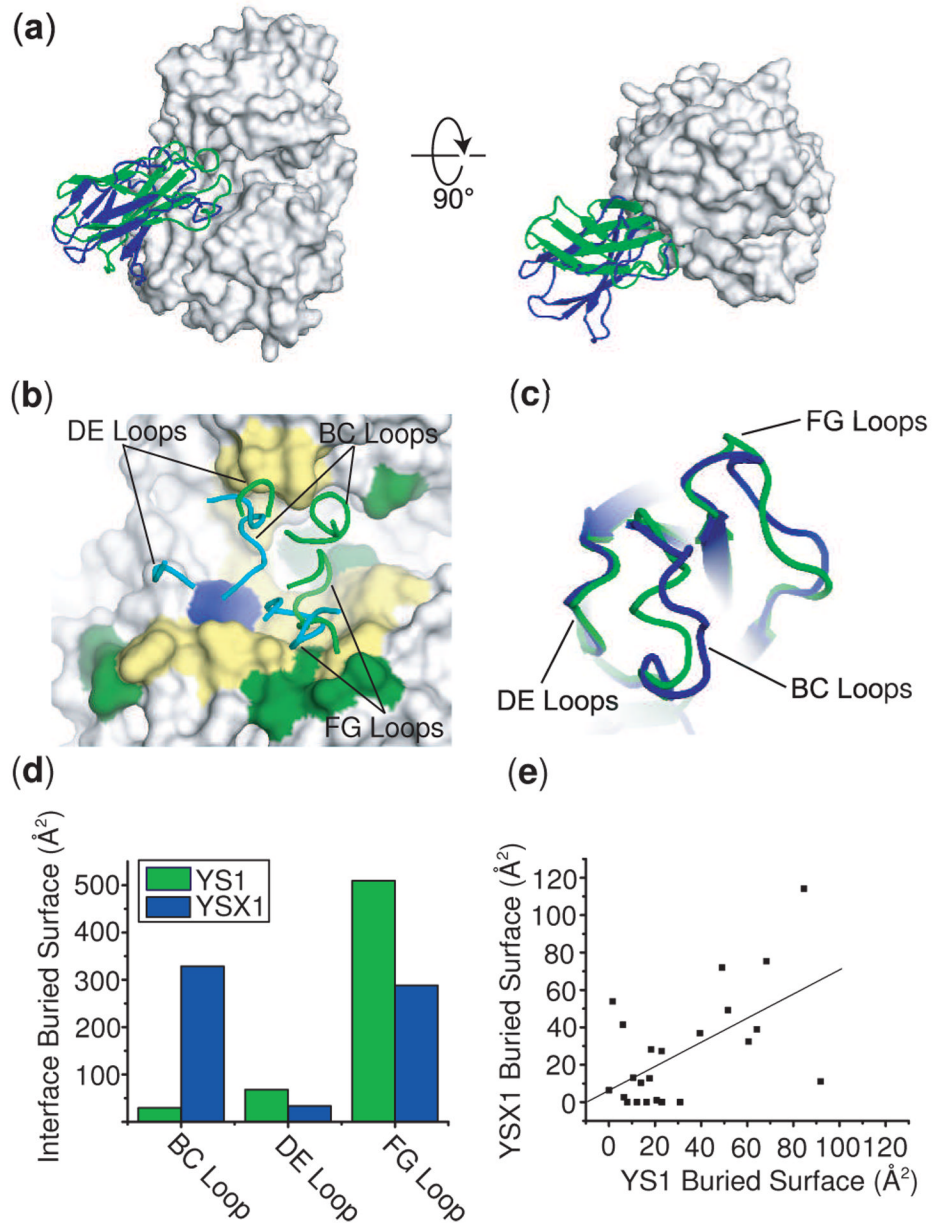 (a)
90°
(b)
DE Loops
BC Loops
FG Loops
(c)
FG Loops
DE Loops
BC Loops
(d)
Interface Buried Surface (Å²)
500
400
300
200
100
YS1
YSX1
BC Loop
DE Loop
FG Loop
(e)
YSX1 Buried Surface (Å²)
120
100
80
60
40
20
0
0 20 40 60 80 100 120
YS1 Buried Surface (Å²)